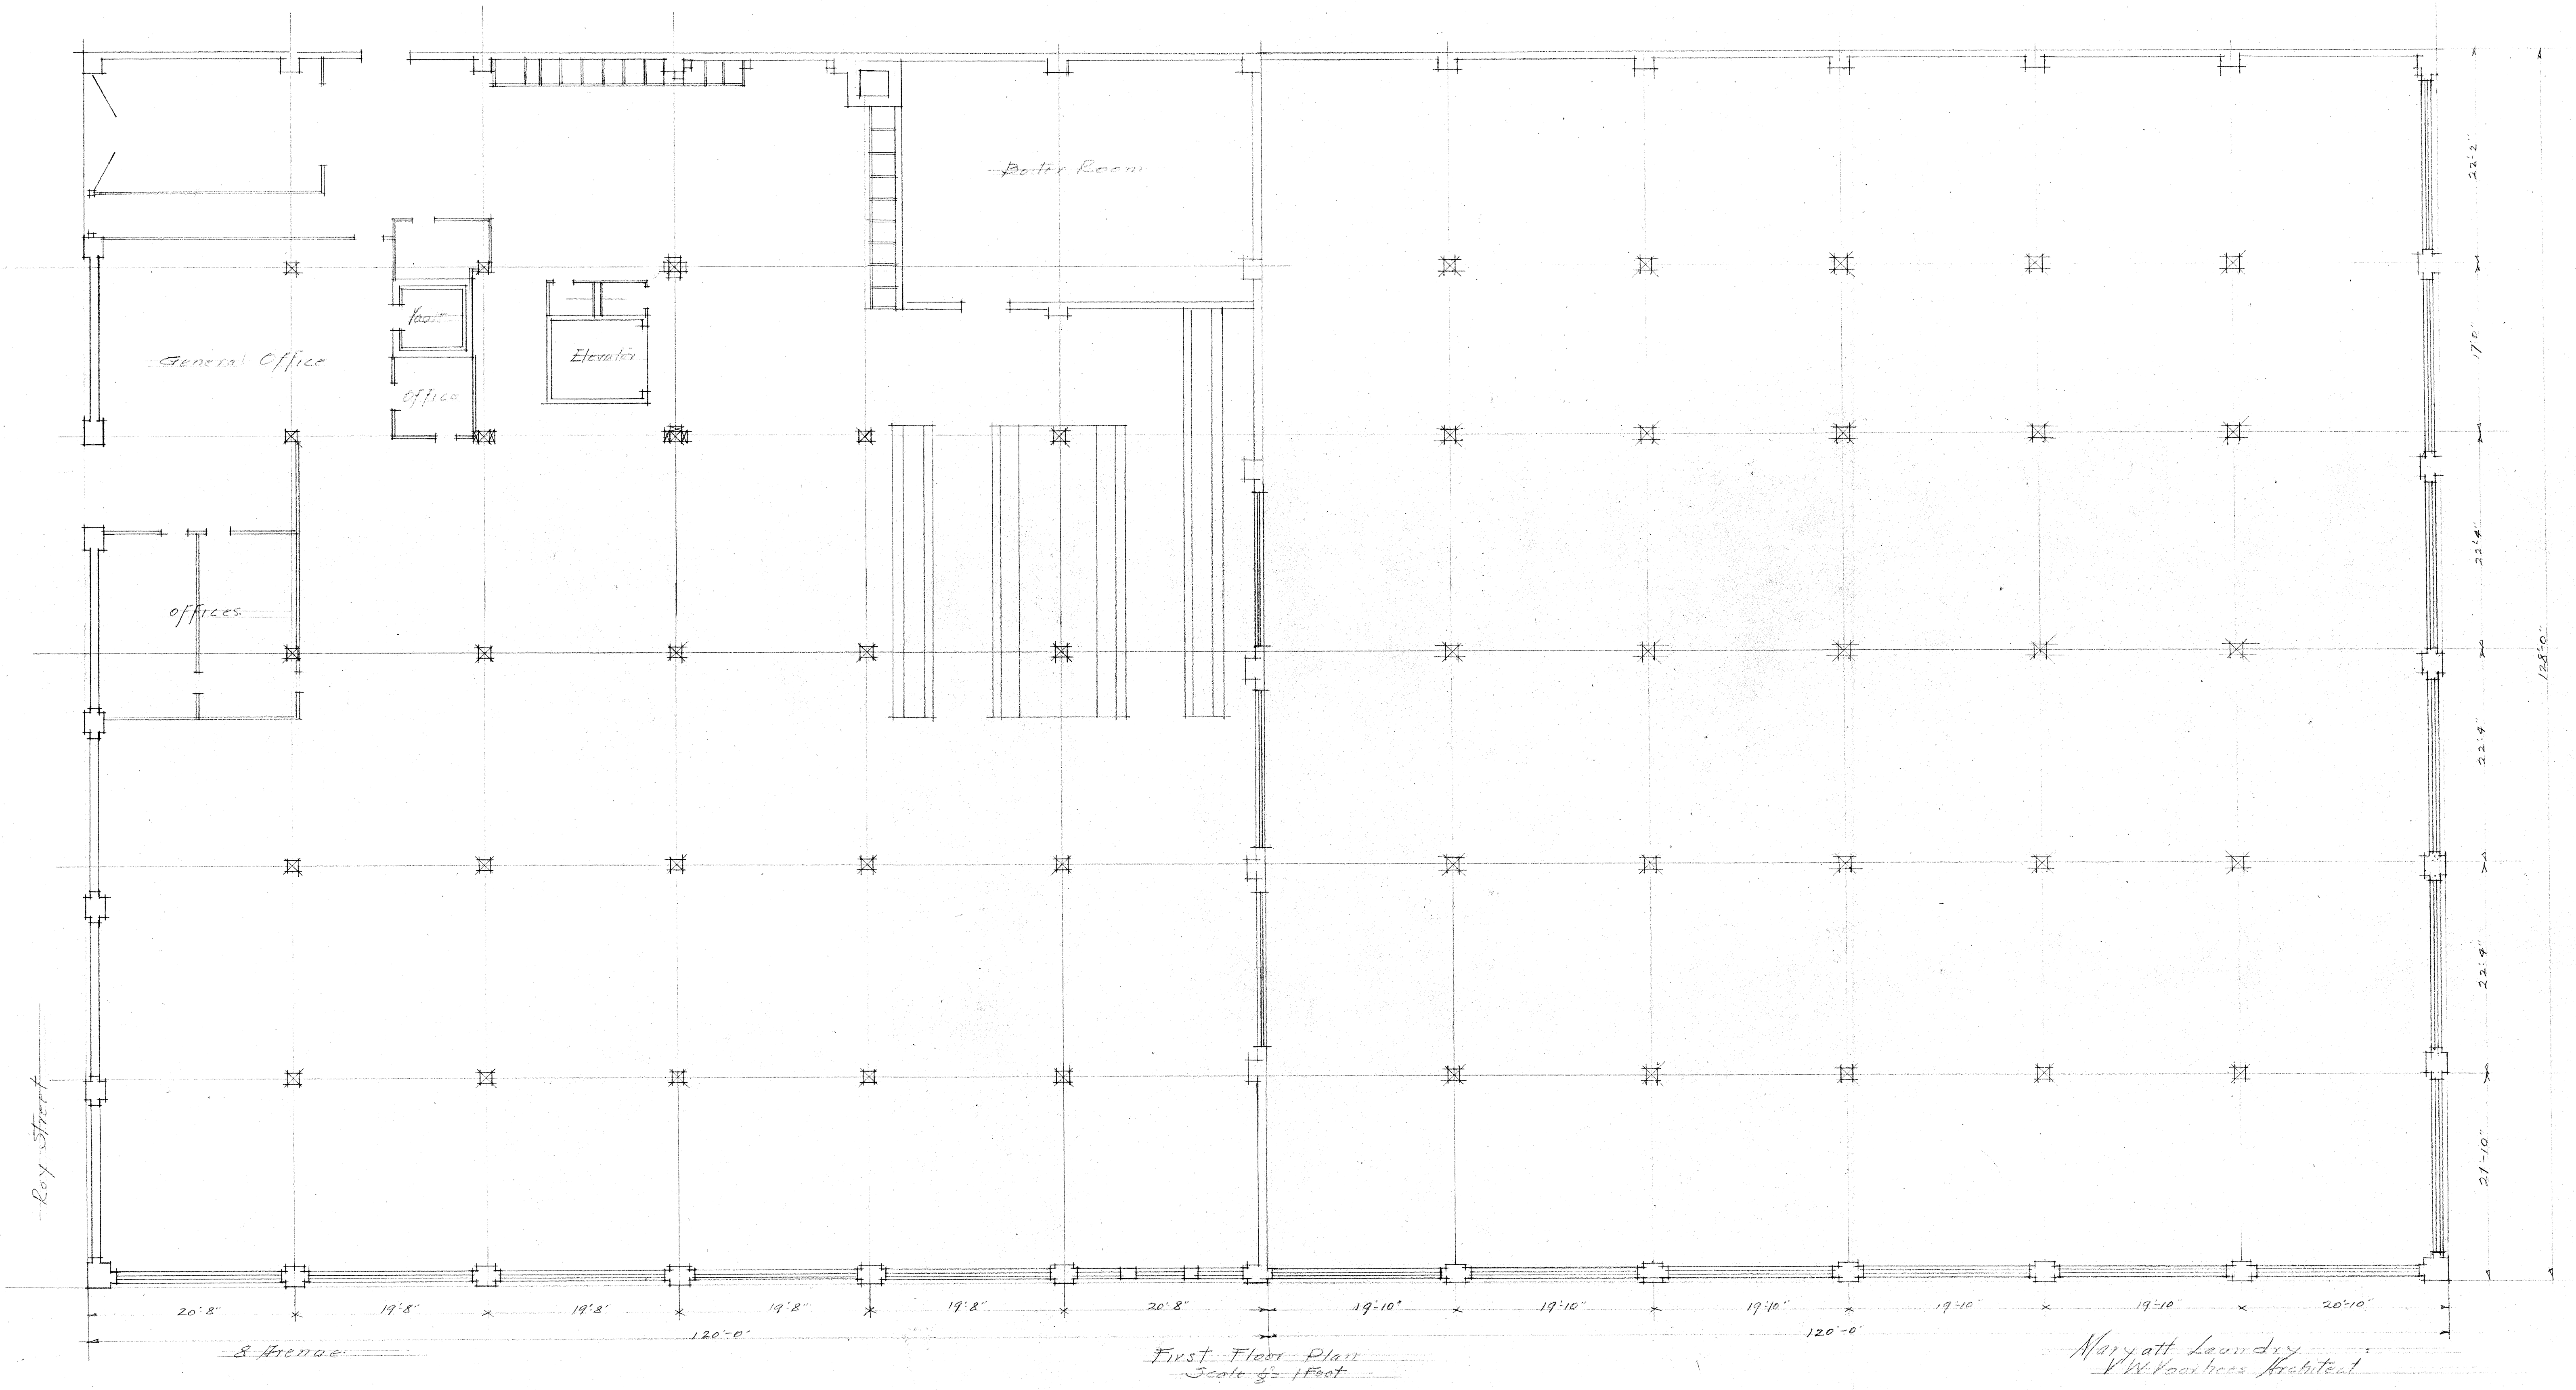 Boiler Room
22'-2"
Vault
Elevator
General Office
17'0"
Office
22'-4"
Offices
128'-0"
22'-4"
22'-4"
Roy Street
21'-10"
20'-8" 19'-8" 19'-8" 19'-8" 19'-8" 20'-8" 19'-10" 19'-10" 19'-10" 19'-10" 19'-10" 20'-10"
120'-0" 120'-0"
8 Avenue
First Floor Plan
Scale ⅛" = 1 Foot
Maryatt Laundry
V W Voorhees Architect